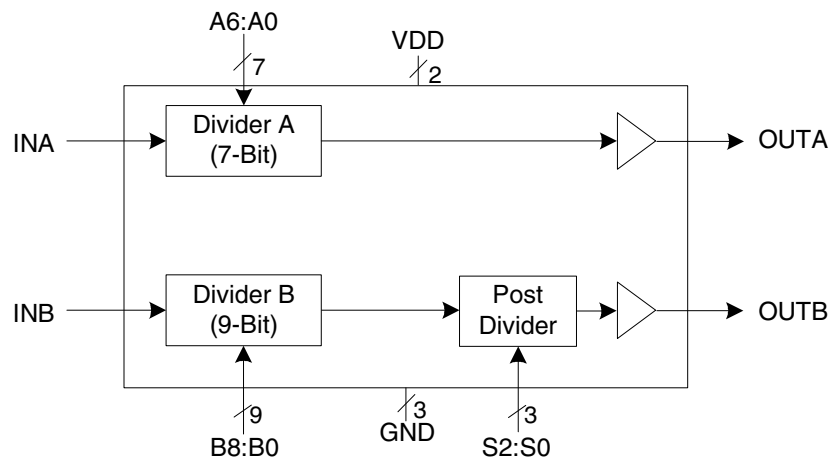 A6:A0
VDD
7
2
INA
Divider A
(7-Bit)
OUTA
INB
Divider B
(9-Bit)
Post
Divider
OUTB
9
3
3
B8:B0
GND
S2:S0